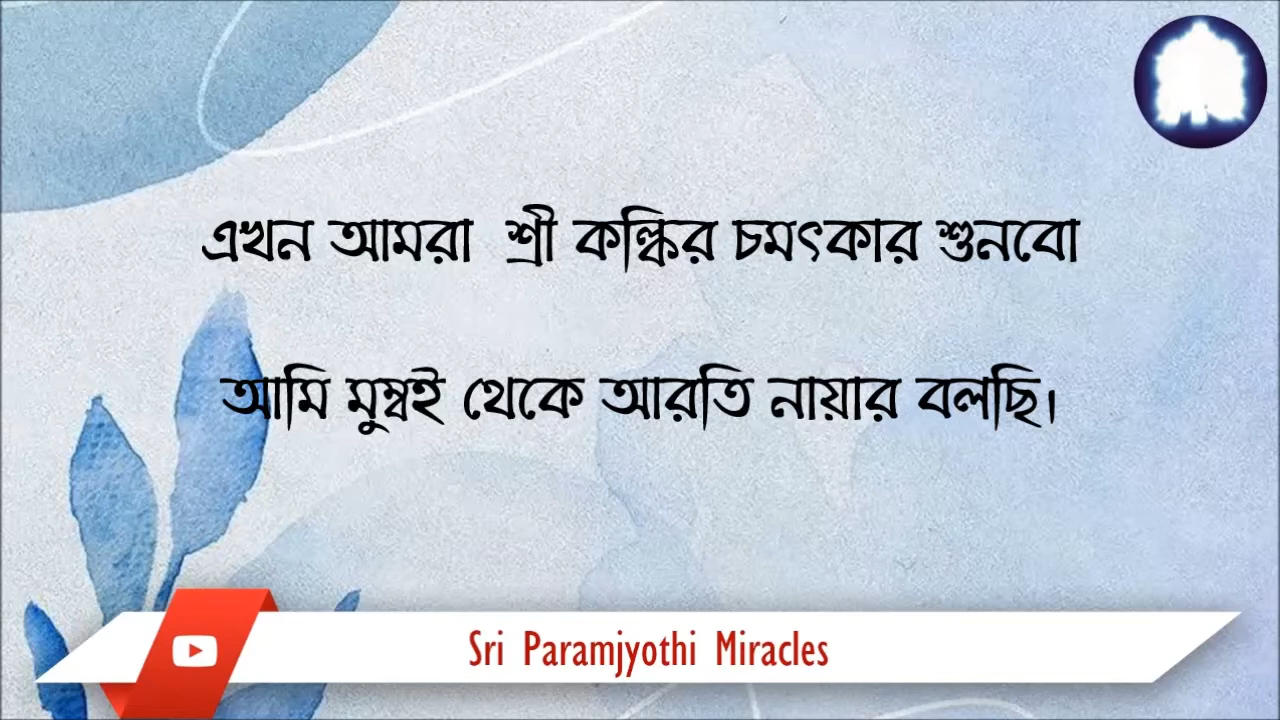 এখন আমরা শ্রী কল্কির চমৎকার শুনবো
আমি মুম্বই থেকে আরতি নায়ার বলছি।
Sri Paramjyothi Miracles